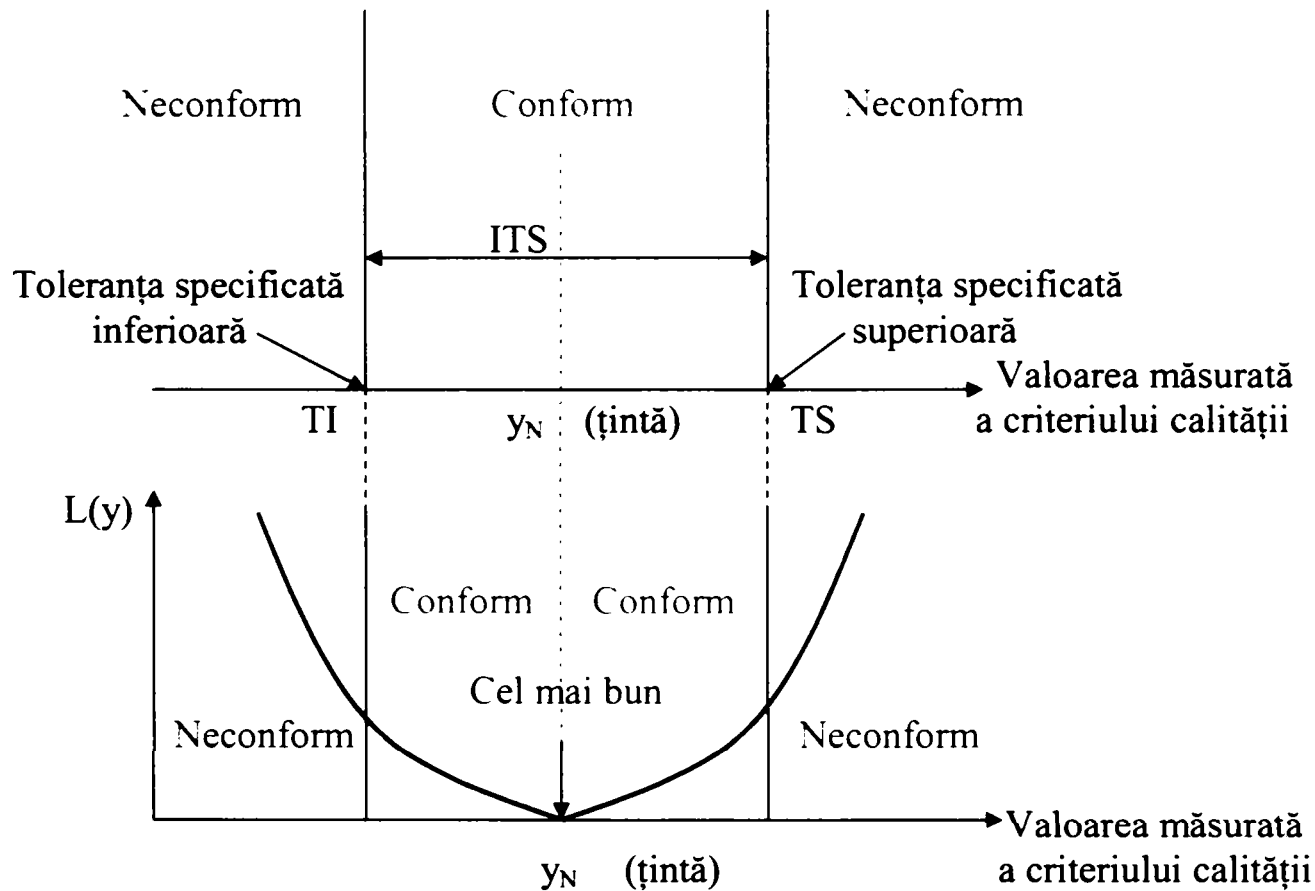 Neconform
Conform
Neconform
ITS
Toleranța specificată
inferioară
Toleranța specificată
superioară
Valoarea măsurată
a criteriului calității
TI
y_N (țintă)
TS
L(y)
Conform
Conform
Cel mai bun
Neconform
Neconform
Valoarea măsurată
a criteriului calității
y_N (țintă)